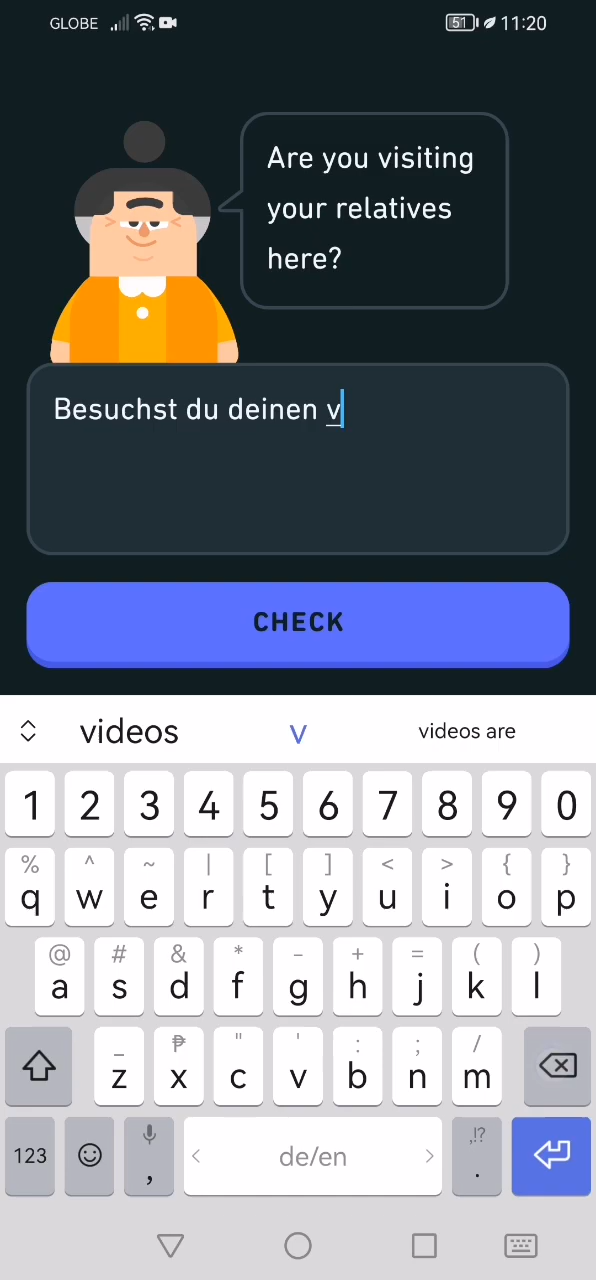 GLOBE 51 11:20
Are you visiting
your relatives
here?
Besuchst du deinen v
CHECK
videos v videos are
1 2 3 4 5 6 7 8 9 0
% ^ ~ | [ ] < > { }
q w e r t y u i o p
@ # & * - + = ( )
a s d f g h j k l
_ ₱ " ' : ; /
z x c v b n m
123 , < de/en > ,!? .